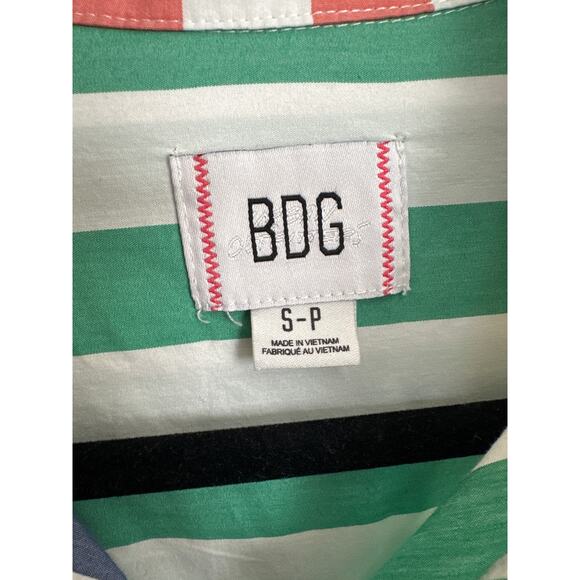 BDG
S-P
MADE IN VIETNAM
FABRIQUÉ AU VIETNAM